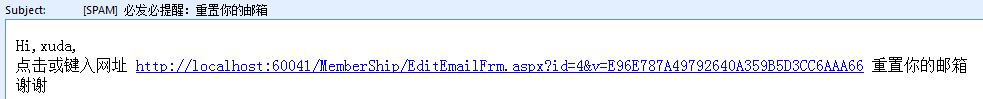 Subject: [SPAM] 必发必提醒：重置你的邮箱
Hi,xuda,
点击或键入网址 http://localhost:60041/MemberShip/EditEmailFrm.aspx?id=4&v=E96E787A49792640A359B5D3CC6AAA66 重置你的邮箱
谢谢